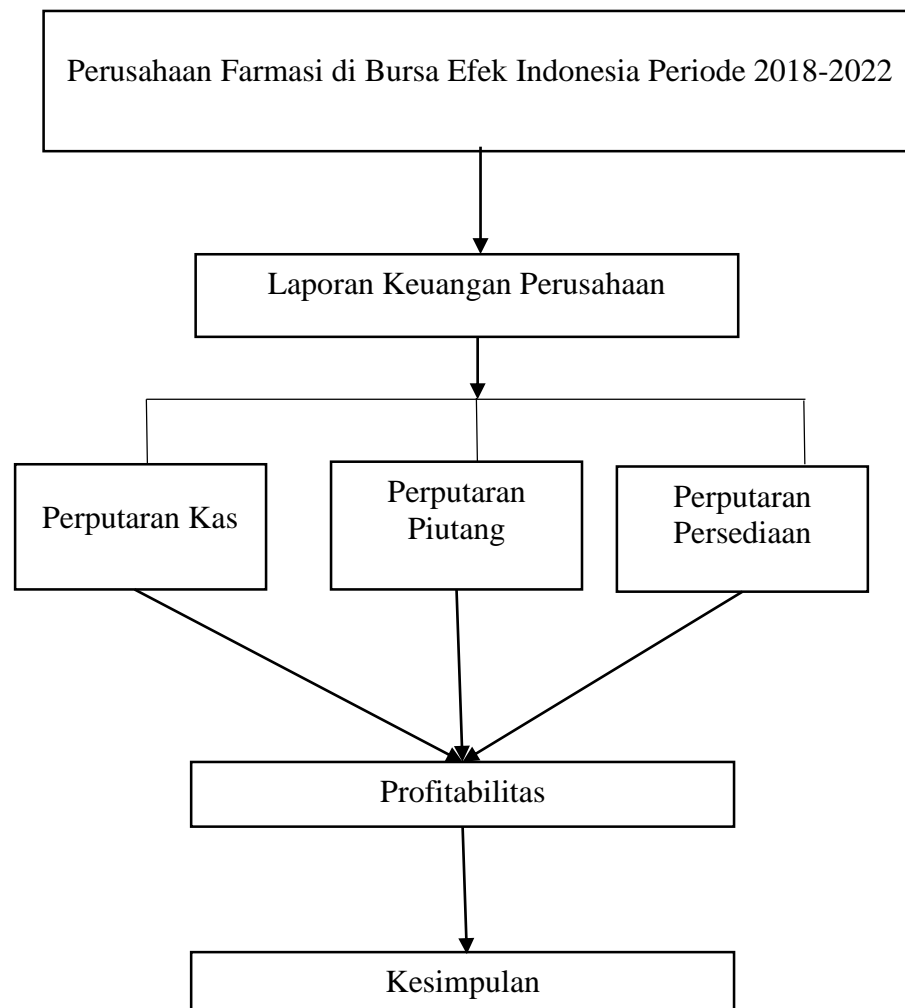 Perusahaan Farmasi di Bursa Efek Indonesia Periode 2018-2022
Laporan Keuangan Perusahaan
Perputaran Kas
Perputaran
Piutang
Perputaran
Persediaan
Profitabilitas
Kesimpulan